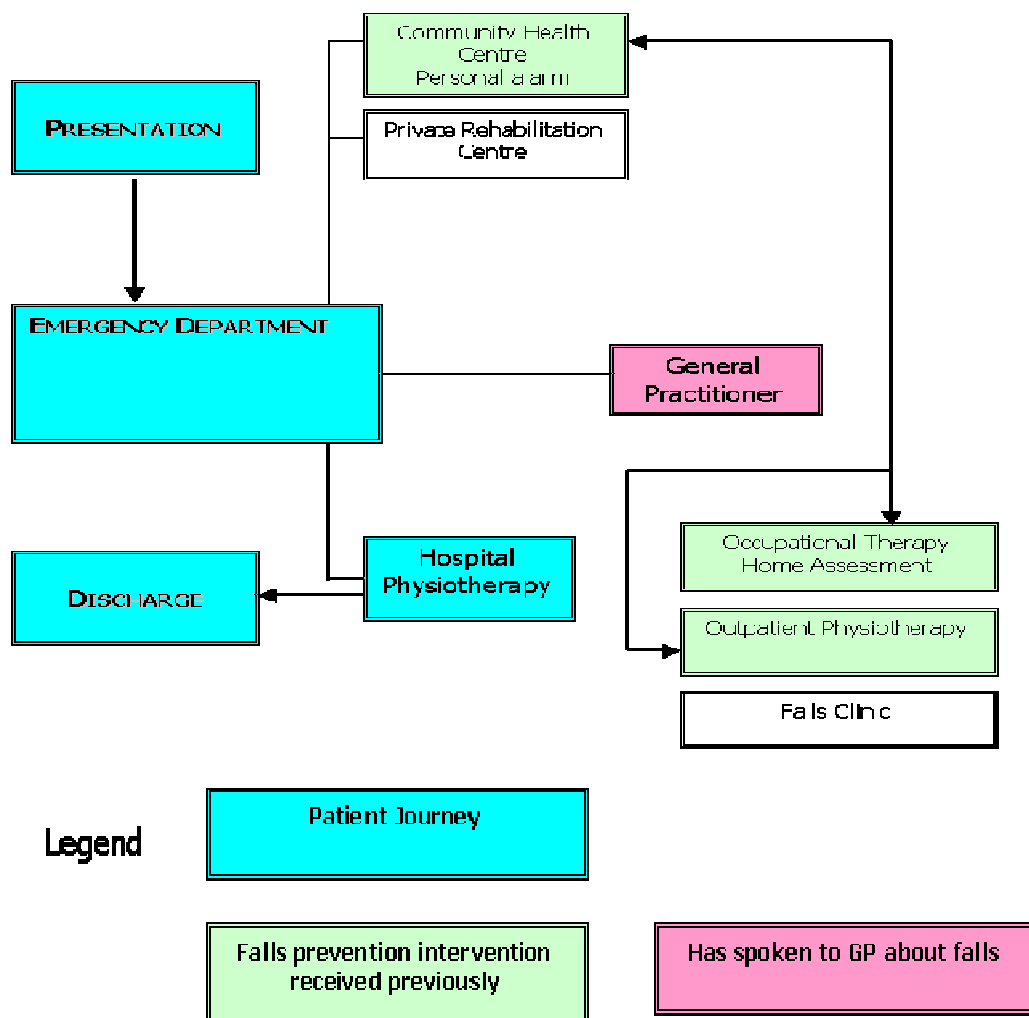 Community Health
Centre
Personal alarm
PRESENTATION
Private Rehabilitation
Centre
EMERGENCY DEPARTMENT
General
Practitioner
Occupational Therapy
Home Assessment
Hospital
Physiotherapy
DISCHARGE
Outpatient Physiotherapy
Falls Clinic
Legend
Patient Journey
Falls prevention intervention
received previously
Has spoken to GP about falls